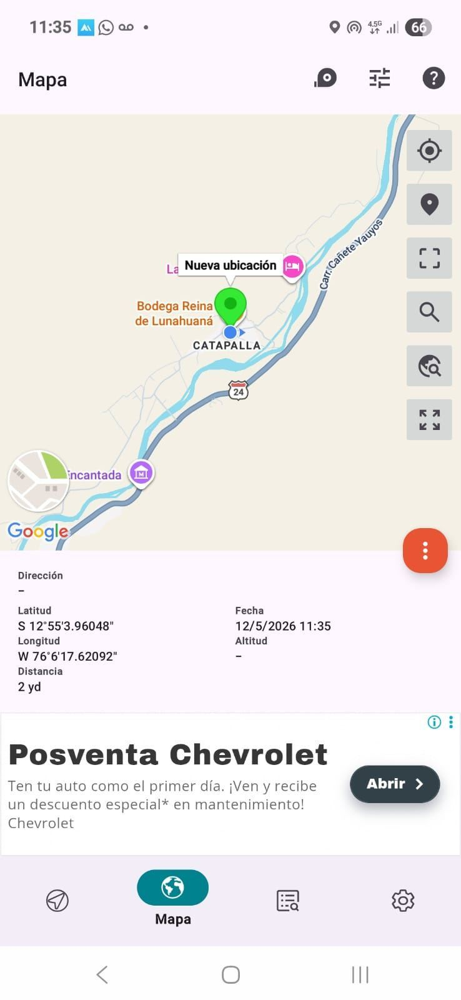 11:35
4.5G
66
Mapa
?
Carr. Cañete Yauyos
La
Nueva ubicación
Bodega Reina
de Lunahuaná
CATAPALLA
24
Encantada
M
Google
Dirección
–
Latitud
S 12°55'3.96048"
Fecha
12/5/2026 11:35
Longitud
W 76°6'17.62092"
Altitud
–
Distancia
2 yd
Posventa Chevrolet
Ten tu auto como el primer día. ¡Ven y recibe
un descuento especial* en mantenimiento!
Chevrolet
Abrir
Mapa